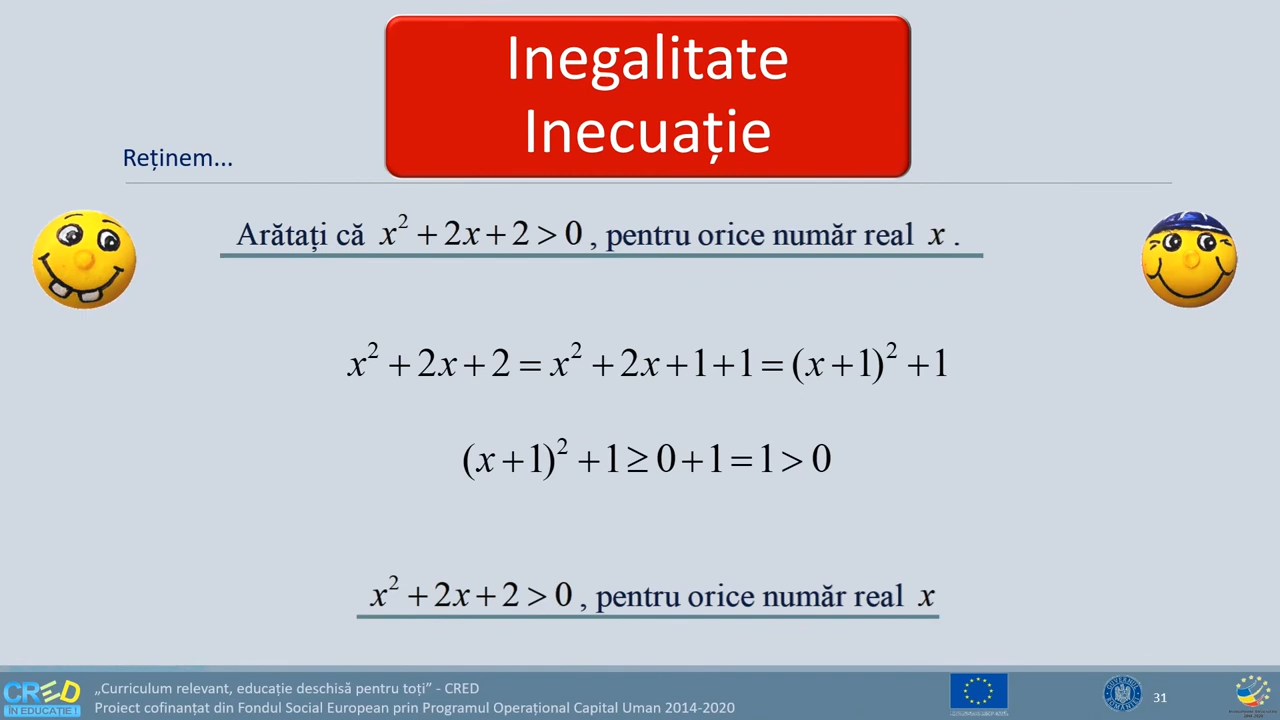 Inegalitate
Inecuație
Reținem...
Arătați că x² + 2x + 2 > 0 , pentru orice număr real x .
x² + 2x + 2 = x² + 2x + 1 + 1 = (x + 1)² + 1
(x + 1)² + 1 ≥ 0 + 1 = 1 > 0
x² + 2x + 2 > 0 , pentru orice număr real x
CRED
ÎN EDUCAȚIE !
„Curriculum relevant, educație deschisă pentru toți” - CRED
Proiect cofinanțat din Fondul Social European prin Programul Operațional Capital Uman 2014-2020
31